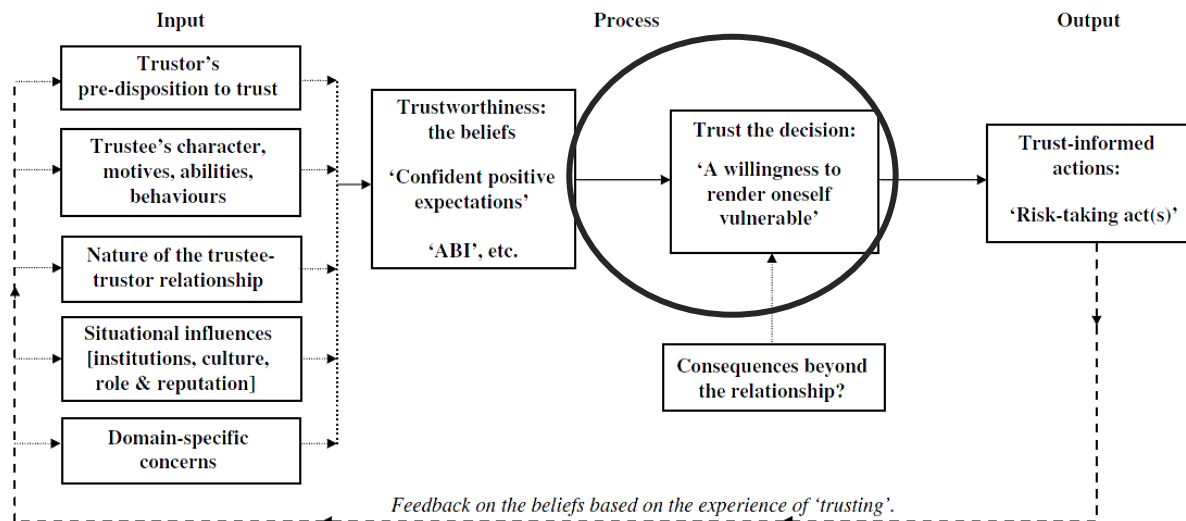 Input
Process
Output
Trustor's
pre-disposition to trust
Trustee's character,
motives, abilities,
behaviours
Nature of the trustee-
trustor relationship
Situational influences
[institutions, culture,
role & reputation]
Domain-specific
concerns
Trustworthiness:
the beliefs
‘Confident positive
expectations’
‘ABI’, etc.
Trust the decision:
‘A willingness to
render oneself
vulnerable’
Consequences beyond
the relationship?
Trust-informed
actions:
‘Risk-taking act(s)’
Feedback on the beliefs based on the experience of ‘trusting’.